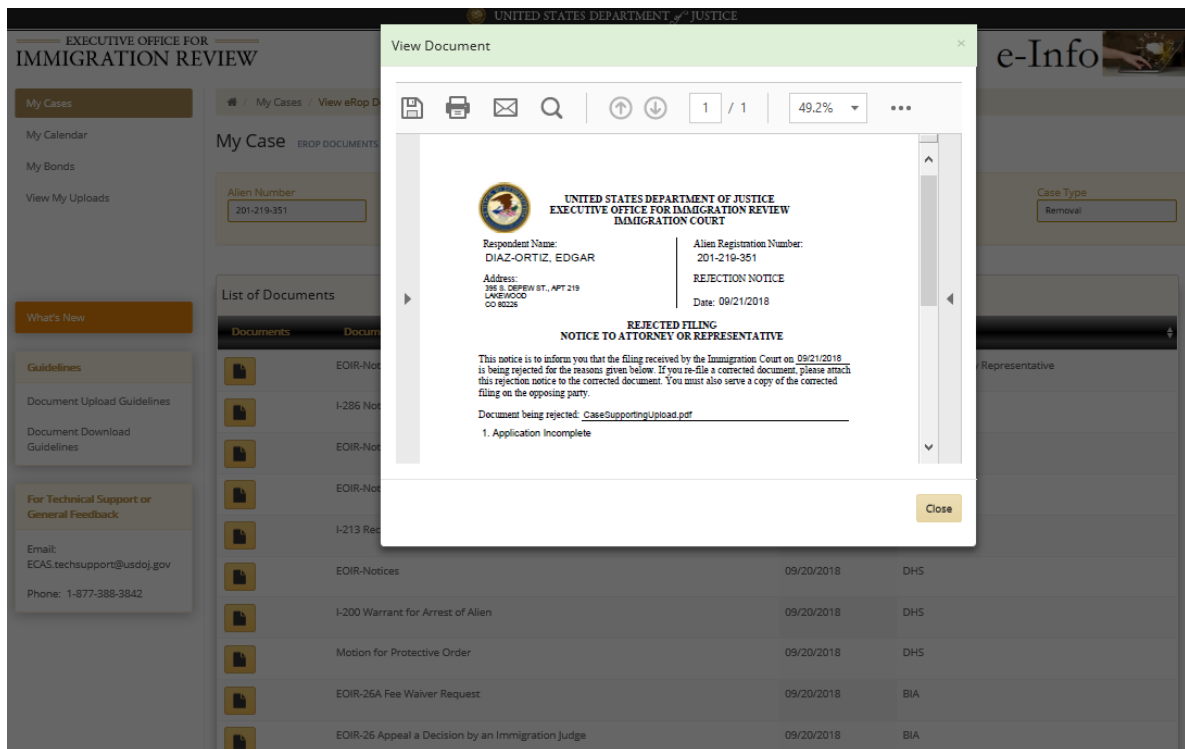 UNITED STATES DEPARTMENT of JUSTICE
EXECUTIVE OFFICE FOR
IMMIGRATION REVIEW
e-Info
My Cases
My Calendar
My Bonds
View My Uploads
What's New
Guidelines
Document Upload Guidelines
Document Download
Guidelines
For Technical Support or
General Feedback
Email:
ECAS.techsupport@usdoj.gov
Phone: 1-877-388-3842
/ My Cases / View eRop D
My Case EROP DOCUMENTS
Alien Number
201-219-351
Case Type
Removal
List of Documents
Documents Docum
EOIR-Not
Representative
I-286 Not
EOIR-Not
EOIR-Not
I-213 Rec
EOIR-Notices 09/20/2018 DHS
I-200 Warrant for Arrest of Alien 09/20/2018 DHS
Motion for Protective Order 09/20/2018 DHS
EOIR-26A Fee Waiver Request 09/20/2018 BIA
EOIR-26 Appeal a Decision by an Immigration Judge 09/20/2018 BIA
View Document ×
1 / 1 49.2%
UNITED STATES DEPARTMENT OF JUSTICE
EXECUTIVE OFFICE FOR IMMIGRATION REVIEW
IMMIGRATION COURT
Respondent Name:
DIAZ-ORTIZ, EDGAR
Address:
395 S. DEPEW ST., APT 219
LAKEWOOD
CO 80226
Alien Registration Number:
201-219-351
REJECTION NOTICE
Date: 09/21/2018
REJECTED FILING
NOTICE TO ATTORNEY OR REPRESENTATIVE
This notice is to inform you that the filing received by the Immigration Court on 09/21/2018
is being rejected for the reasons given below. If you re-file a corrected document, please attach
this rejection notice to the corrected document. You must also serve a copy of the corrected
filing on the opposing party.
Document being rejected: CaseSupportingUpload.pdf
1. Application Incomplete
Close